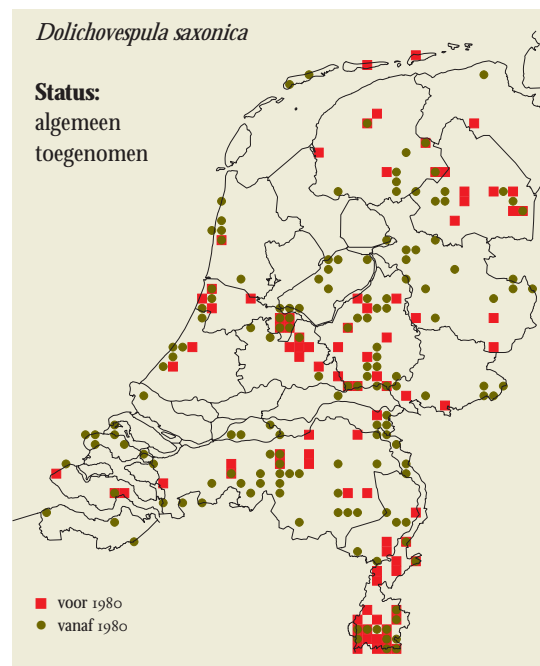 Dolichovespula saxonica
Status:
algemeen
toegenomen
voor 1980
vanaf 1980